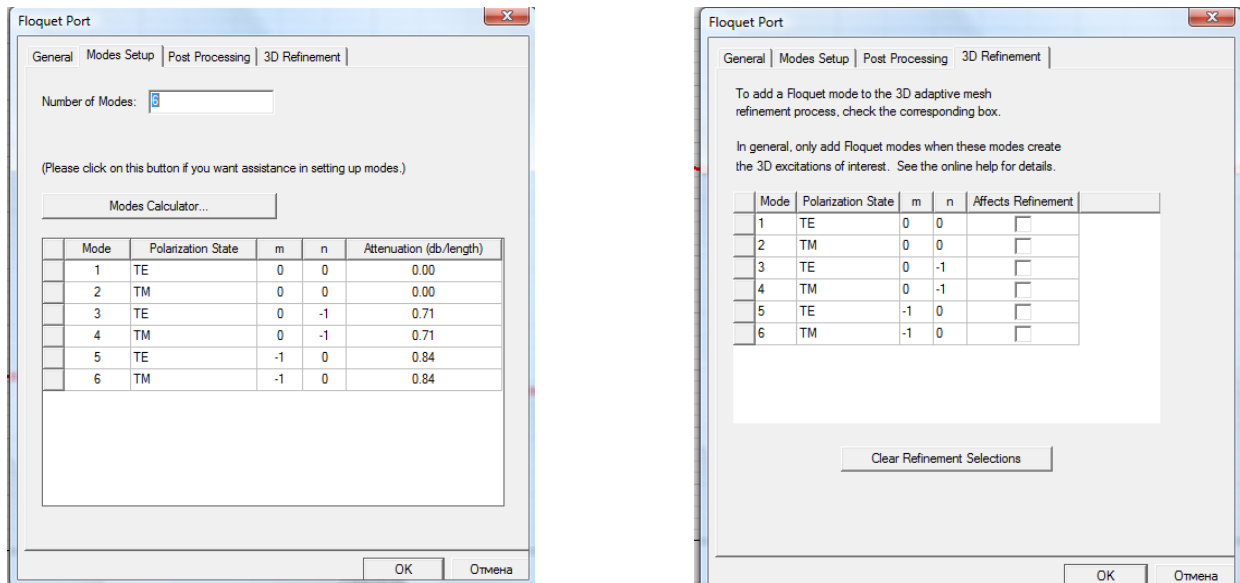 Floquet Port
General Modes Setup Post Processing 3D Refinement
Number of Modes: 6
(Please click on this button if you want assistance in setting up modes.)
Modes Calculator...
Mode Polarization State m n Attenuation (db/length)
1 TE 0 0 0.00
2 TM 0 0 0.00
3 TE 0 -1 0.71
4 TM 0 -1 0.71
5 TE -1 0 0.84
6 TM -1 0 0.84
OK Отмена
Floquet Port
General Modes Setup Post Processing 3D Refinement
To add a Floquet mode to the 3D adaptive mesh
refinement process, check the corresponding box.
In general, only add Floquet modes when these modes create
the 3D excitations of interest. See the online help for details.
Mode Polarization State m n Affects Refinement
1 TE 0 0
2 TM 0 0
3 TE 0 -1
4 TM 0 -1
5 TE -1 0
6 TM -1 0
Clear Refinement Selections
OK Отмена